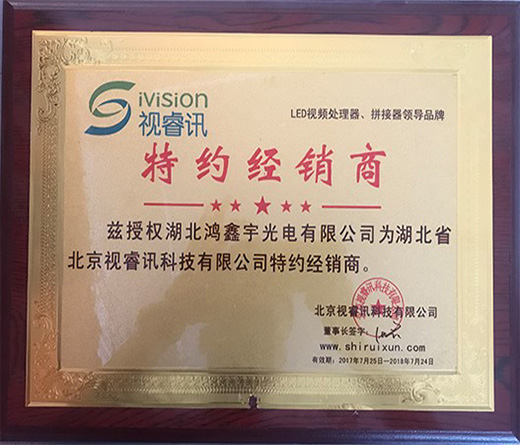 iVision
视睿讯
LED视频处理器、拼接器领导品牌
特约经销商
兹授权湖北鸿鑫宇光电有限公司为湖北省
北京视睿讯科技有限公司特约经销商。
北京视睿讯科技有限公司
董事长签字:
www.shiruixun.com
有效期:2017年7月25日—2018年7月24日